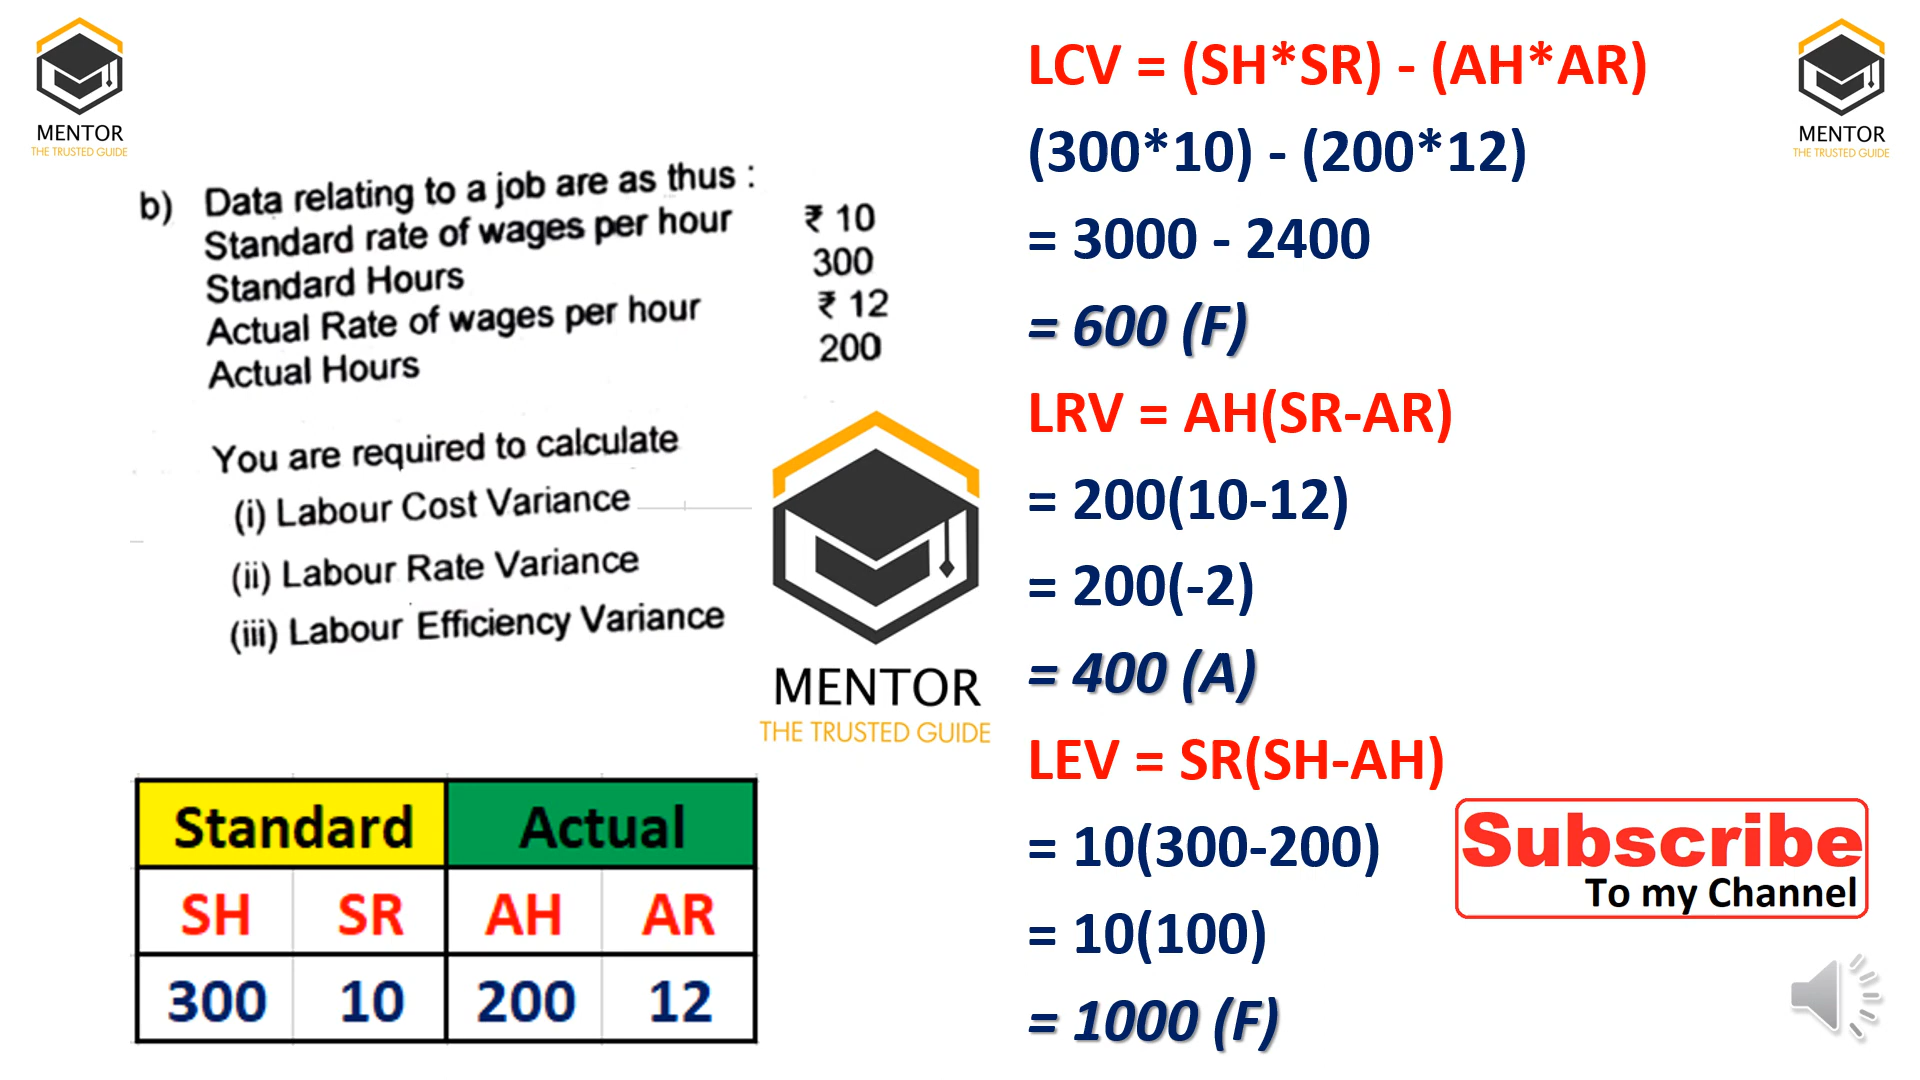 MENTOR
THE TRUSTED GUIDE
MENTOR
THE TRUSTED GUIDE
b) Data relating to a job are as thus :
Standard rate of wages per hour ₹ 10
Standard Hours 300
Actual Rate of wages per hour ₹ 12
Actual Hours 200
You are required to calculate
(i) Labour Cost Variance
(ii) Labour Rate Variance
(iii) Labour Efficiency Variance
MENTOR
THE TRUSTED GUIDE
Standard Actual
SH SR AH AR
300 10 200 12
LCV = (SH*SR) - (AH*AR)
(300*10) - (200*12)
= 3000 - 2400
= 600 (F)
LRV = AH(SR-AR)
= 200(10-12)
= 200(-2)
= 400 (A)
LEV = SR(SH-AH)
= 10(300-200)
= 10(100)
= 1000 (F)
Subscribe
To my Channel